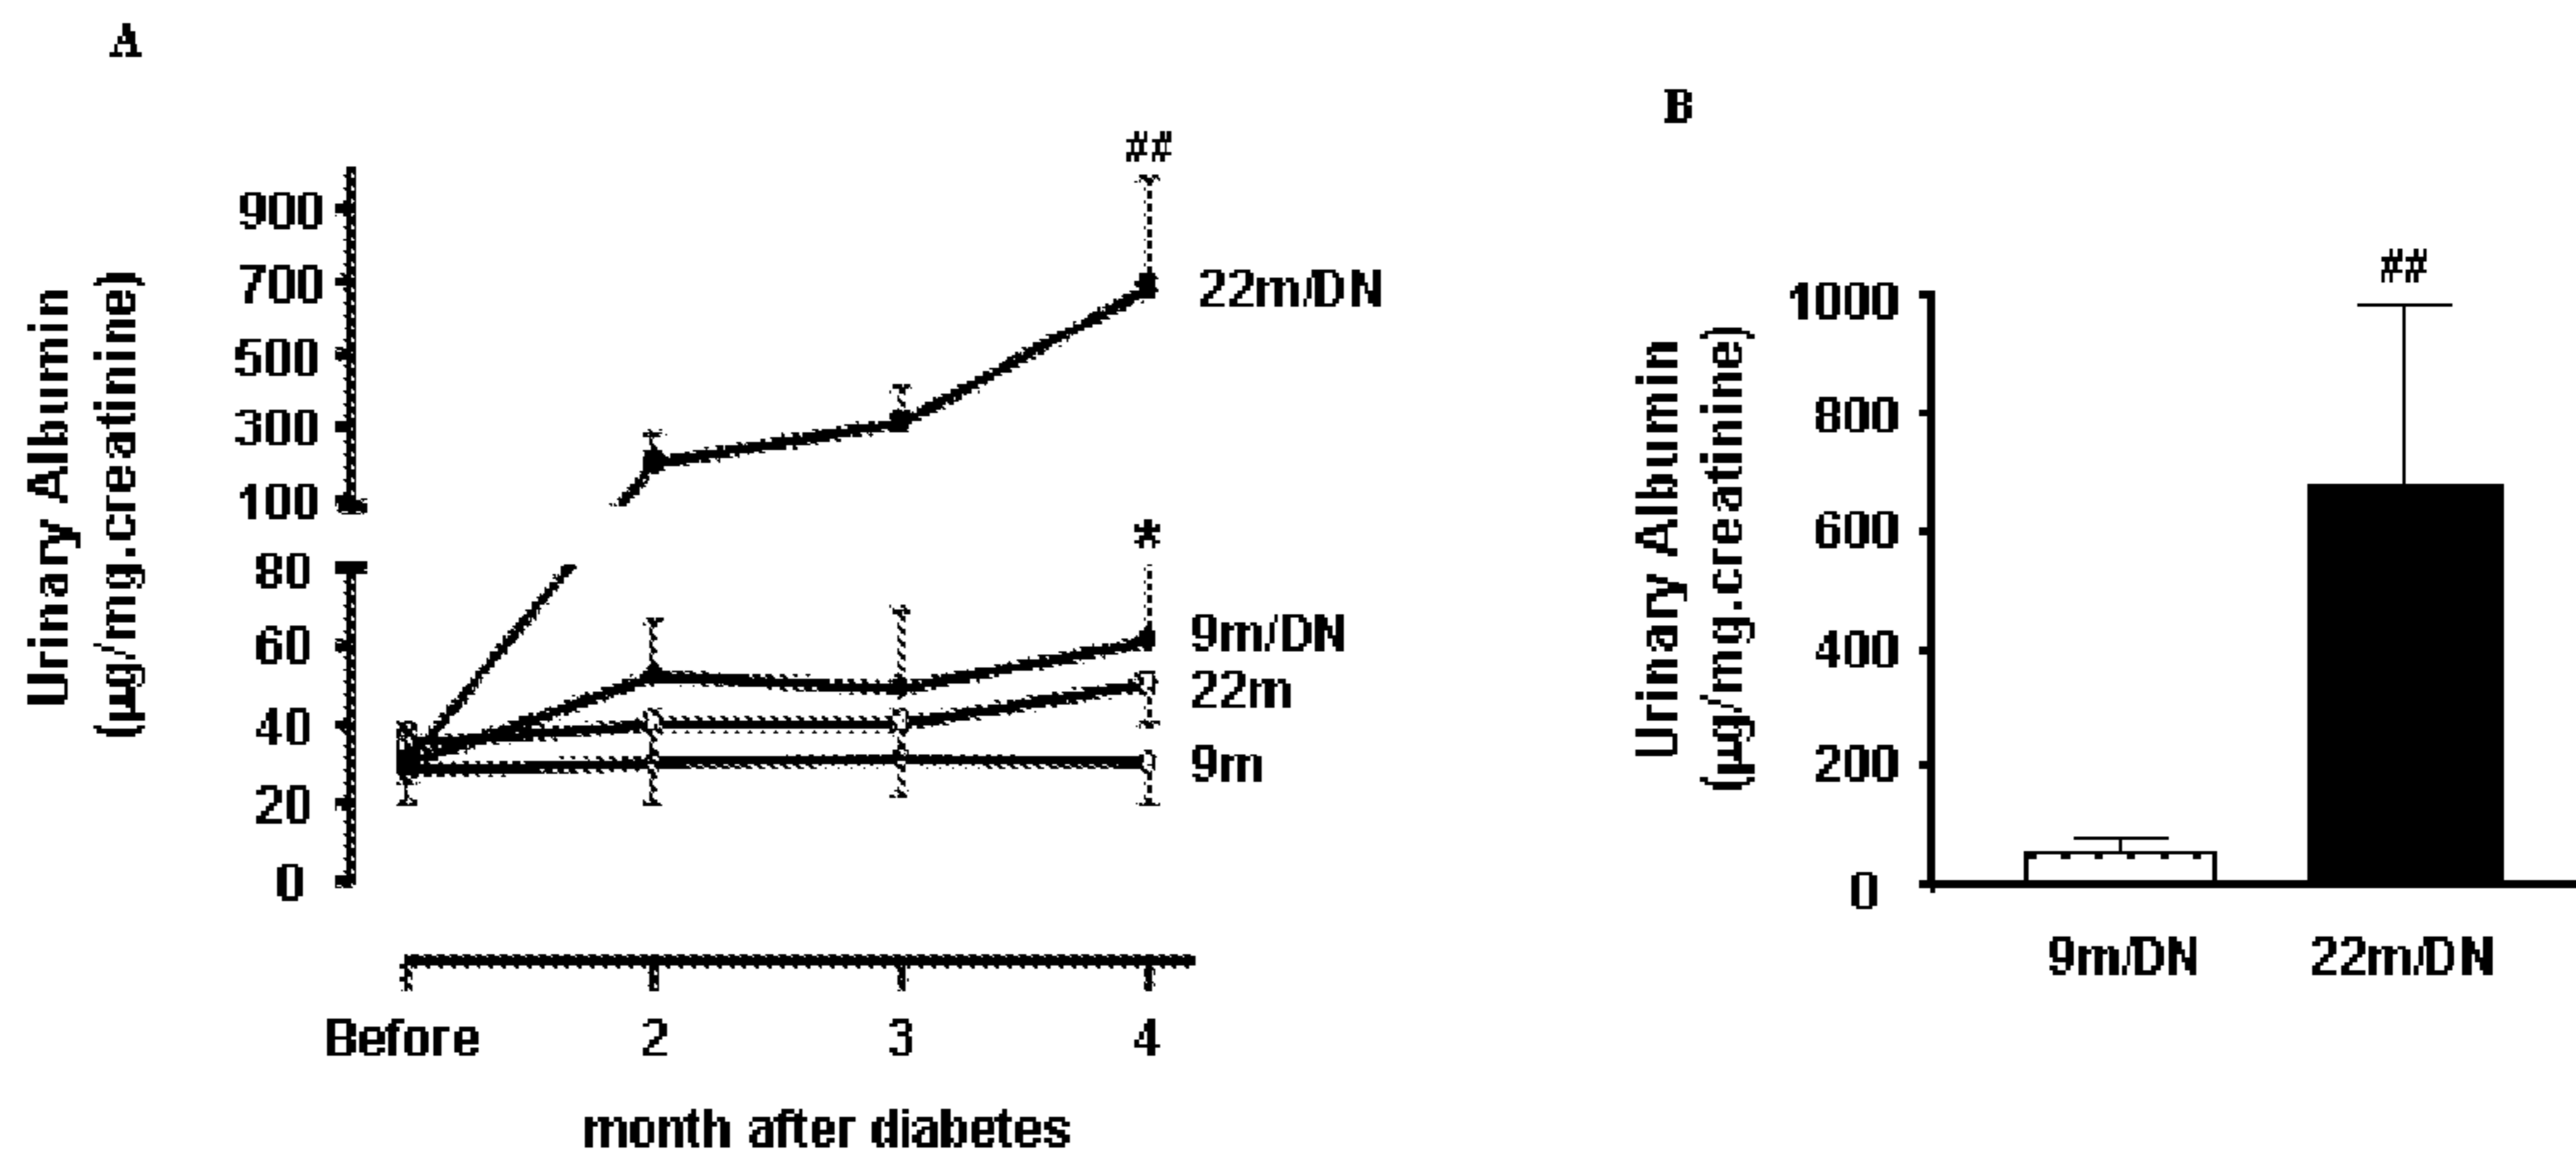 A
Urinary Albumin
(µg/mg.creatinine)
900
700
500
300
100
80
60
40
20
0
##
22m/DN
*
9m/DN
22m
9m
Before 2 3 4
month after diabetes
B
Urinary Albumin
(µg/mg.creatinine)
1000
800
600
400
200
0
##
9m/DN 22m/DN